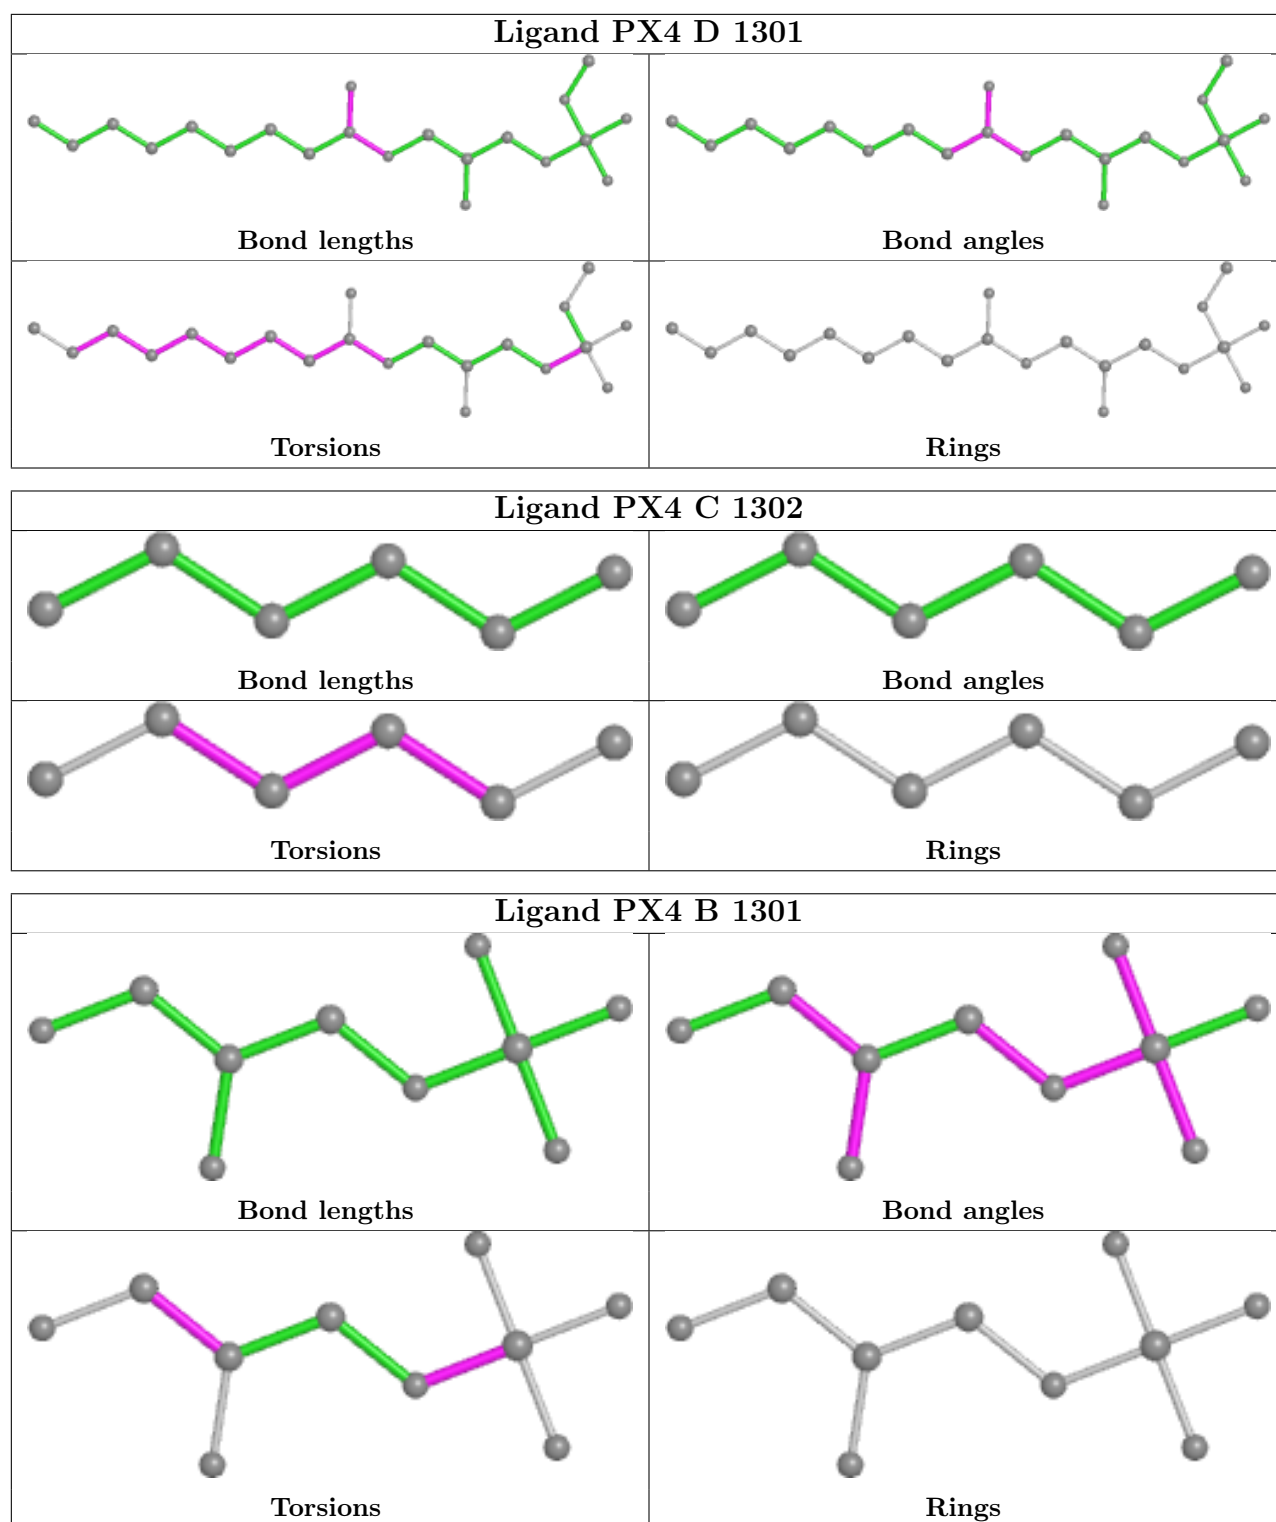 Ligand PX4 D 1301
Bond lengths
Bond angles
Torsions
Rings
Ligand PX4 C 1302
Bond lengths
Bond angles
Torsions
Rings
Ligand PX4 B 1301
Bond lengths
Bond angles
Torsions
Rings